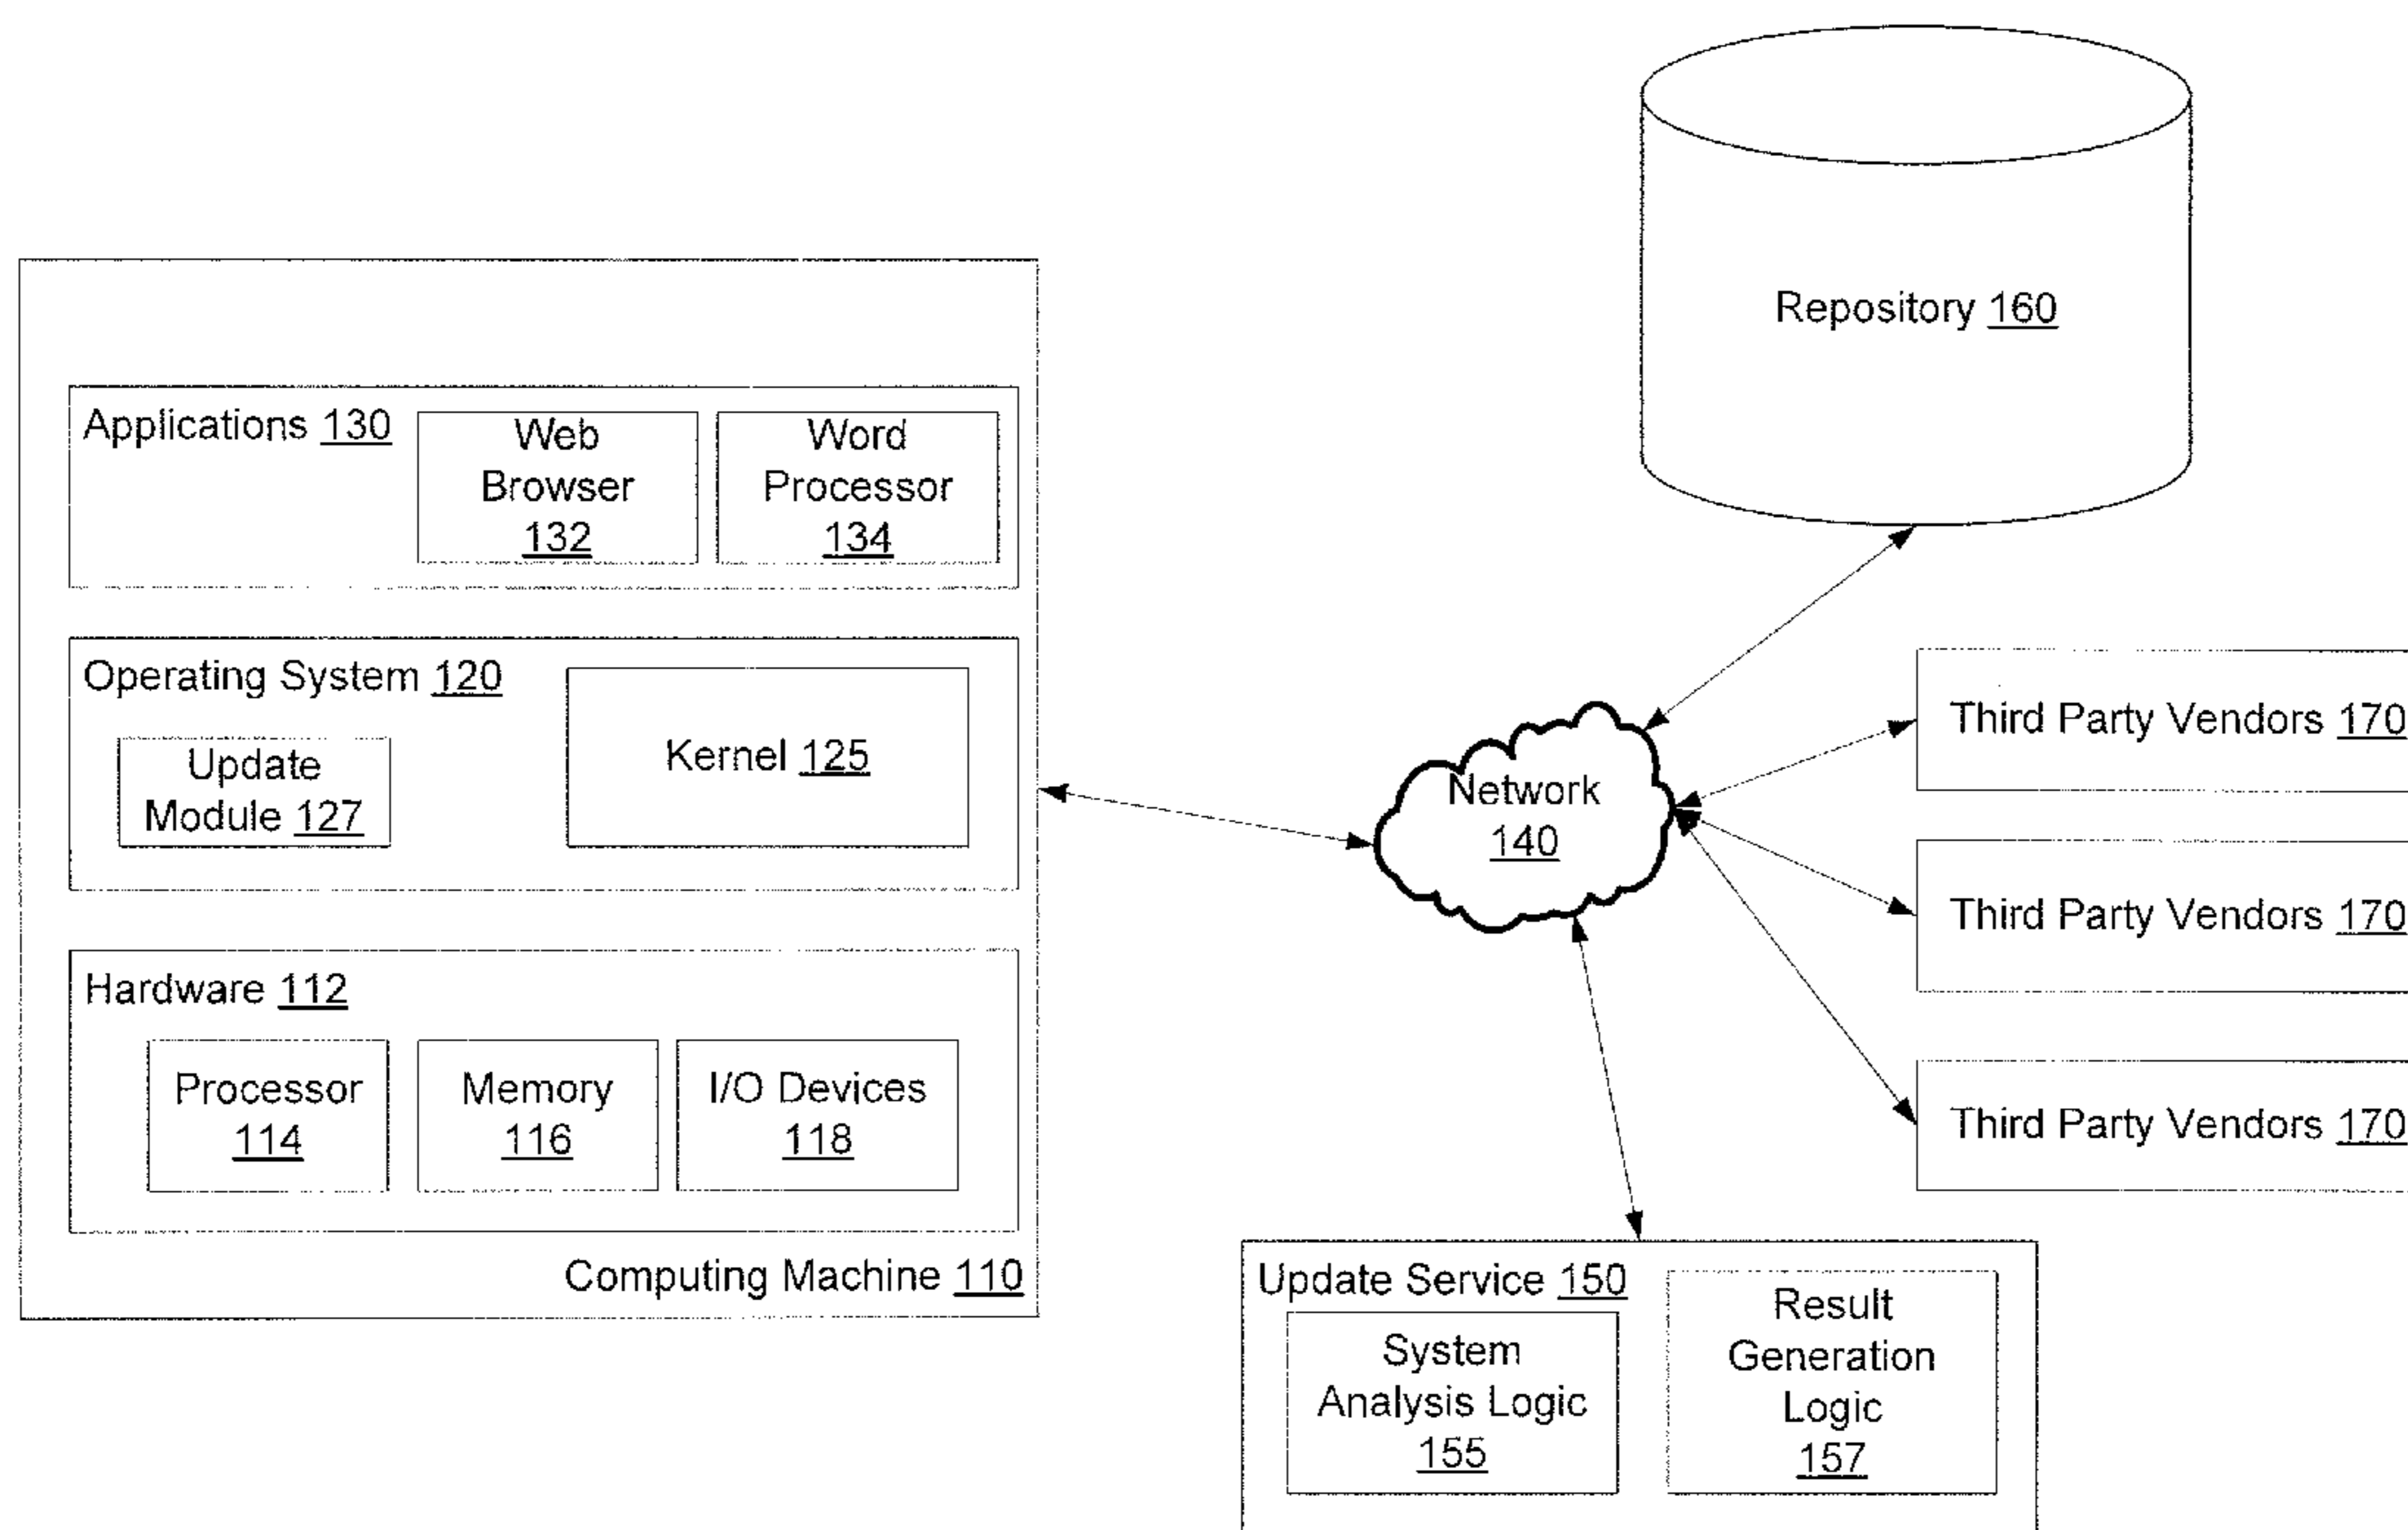 Repository 160
Applications 130
Web
Browser
132
Word
Processor
134
Operating System 120
Update
Module 127
Kernel 125
Hardware 112
Processor
114
Memory
116
I/O Devices
118
Computing Machine 110
Network
140
Third Party Vendors 170
Third Party Vendors 170
Third Party Vendors 170
Update Service 150
System
Analysis Logic
155
Result
Generation
Logic
157